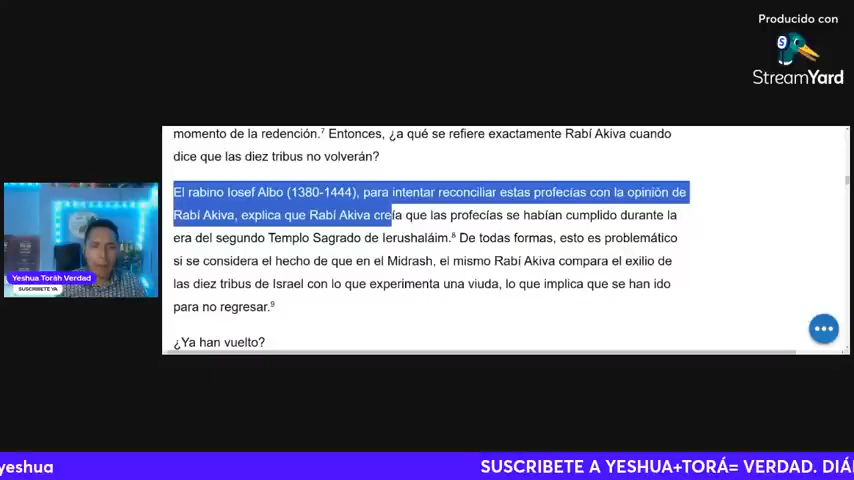 Producido con
StreamYard
momento de la redención.⁷ Entonces, ¿a qué se refiere exactamente Rabí Akiva cuando
dice que las diez tribus no volverán?
El rabino Iosef Albo (1380-1444), para intentar reconciliar estas profecías con la opinión de
Rabí Akiva, explica que Rabí Akiva creía que las profecías se habían cumplido durante la
era del segundo Templo Sagrado de Ierushaláim.⁸ De todas formas, esto es problemático
si se considera el hecho de que en el Midrash, el mismo Rabí Akiva compara el exilio de
las diez tribus de Israel con lo que experimenta una viuda, lo que implica que se han ido
para no regresar.⁹
¿Ya han vuelto?
Yeshua Toráh Verdad
SUSCRIBETE YA
yeshua
SUSCRIBETE A YESHUA+TORÁ= VERDAD. DIÁ